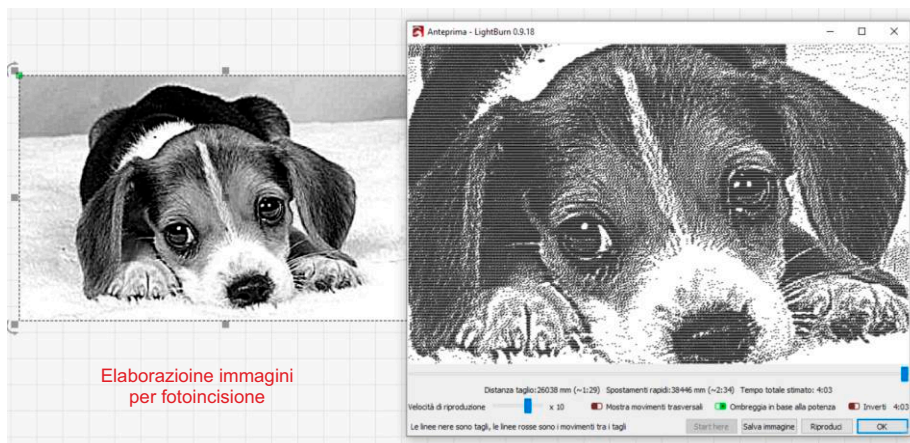 Anteprima - LightBurn 0.9.18
Elaborazioine immagini
per fotoincisione
Distanza taglio:26038 mm (~1:29) Spostamenti rapidi:38446 mm (~2:34) Tempo totale stimato: 4:03
Velocità di riproduzione x 10 Mostra movimenti trasversali Ombreggia in base alla potenza Inverti 4:03
Le linee nere sono tagli, le linee rosse sono i movimenti tra i tagli Start here Salva immagine Riproduci OK